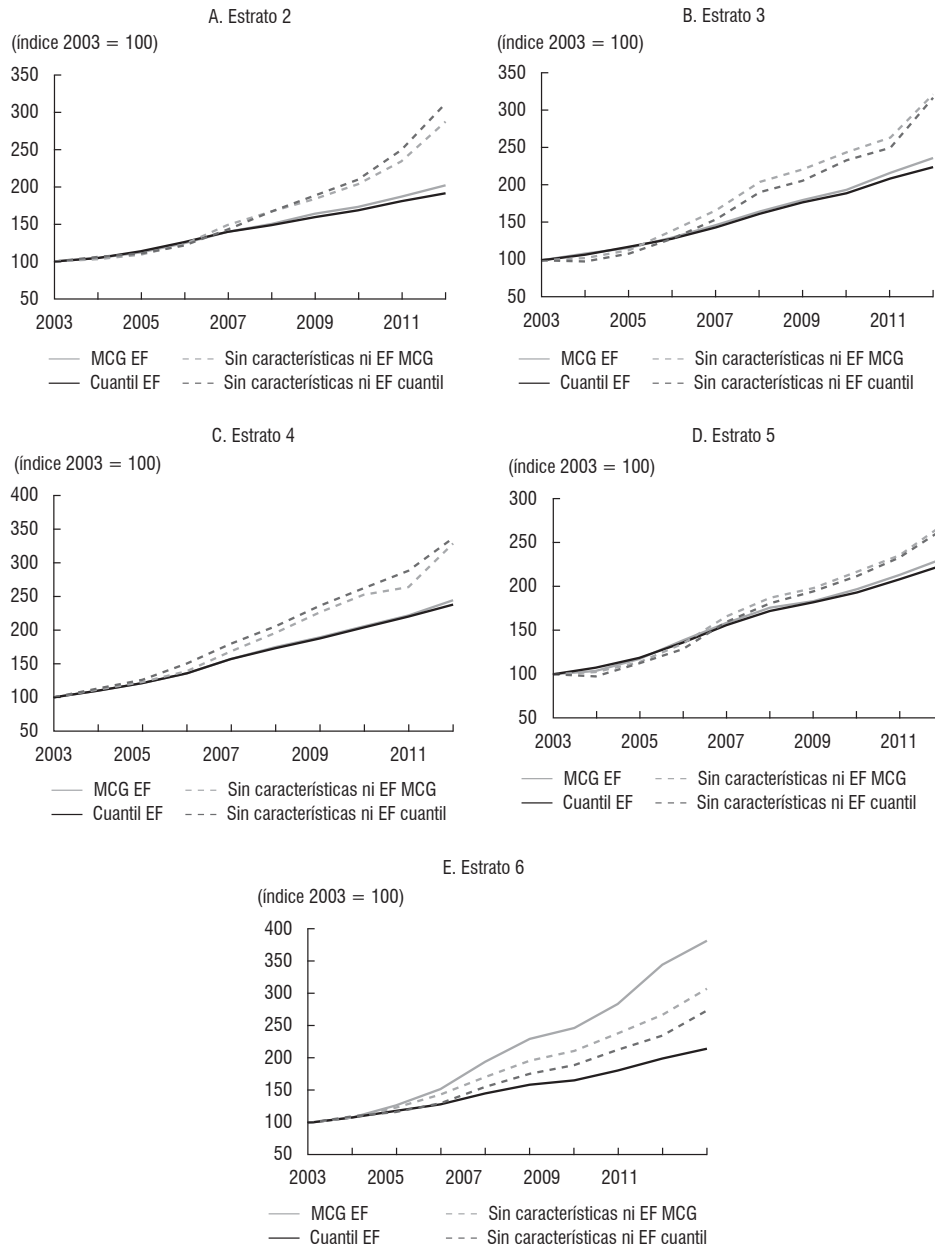 A. Estrato 2
(índice 2003 = 100)
350
300
250
200
150
100
50
2003 2005 2007 2009 2011
MCG EF Sin características ni EF MCG
Cuantil EF Sin características ni EF cuantil
B. Estrato 3
(índice 2003 = 100)
350
300
250
200
150
100
50
2003 2005 2007 2009 2011
MCG EF Sin características ni EF MCG
Cuantil EF Sin características ni EF cuantil
C. Estrato 4
(índice 2003 = 100)
400
350
300
250
200
150
100
50
2003 2005 2007 2009 2011
MCG EF Sin características ni EF MCG
Cuantil EF Sin características ni EF cuantil
D. Estrato 5
(índice 2003 = 100)
300
250
200
150
100
50
2003 2005 2007 2009 2011
MCG EF Sin características ni EF MCG
Cuantil EF Sin características ni EF cuantil
E. Estrato 6
(índice 2003 = 100)
400
350
300
250
200
150
100
50
2003 2005 2007 2009 2011
MCG EF Sin características ni EF MCG
Cuantil EF Sin características ni EF cuantil